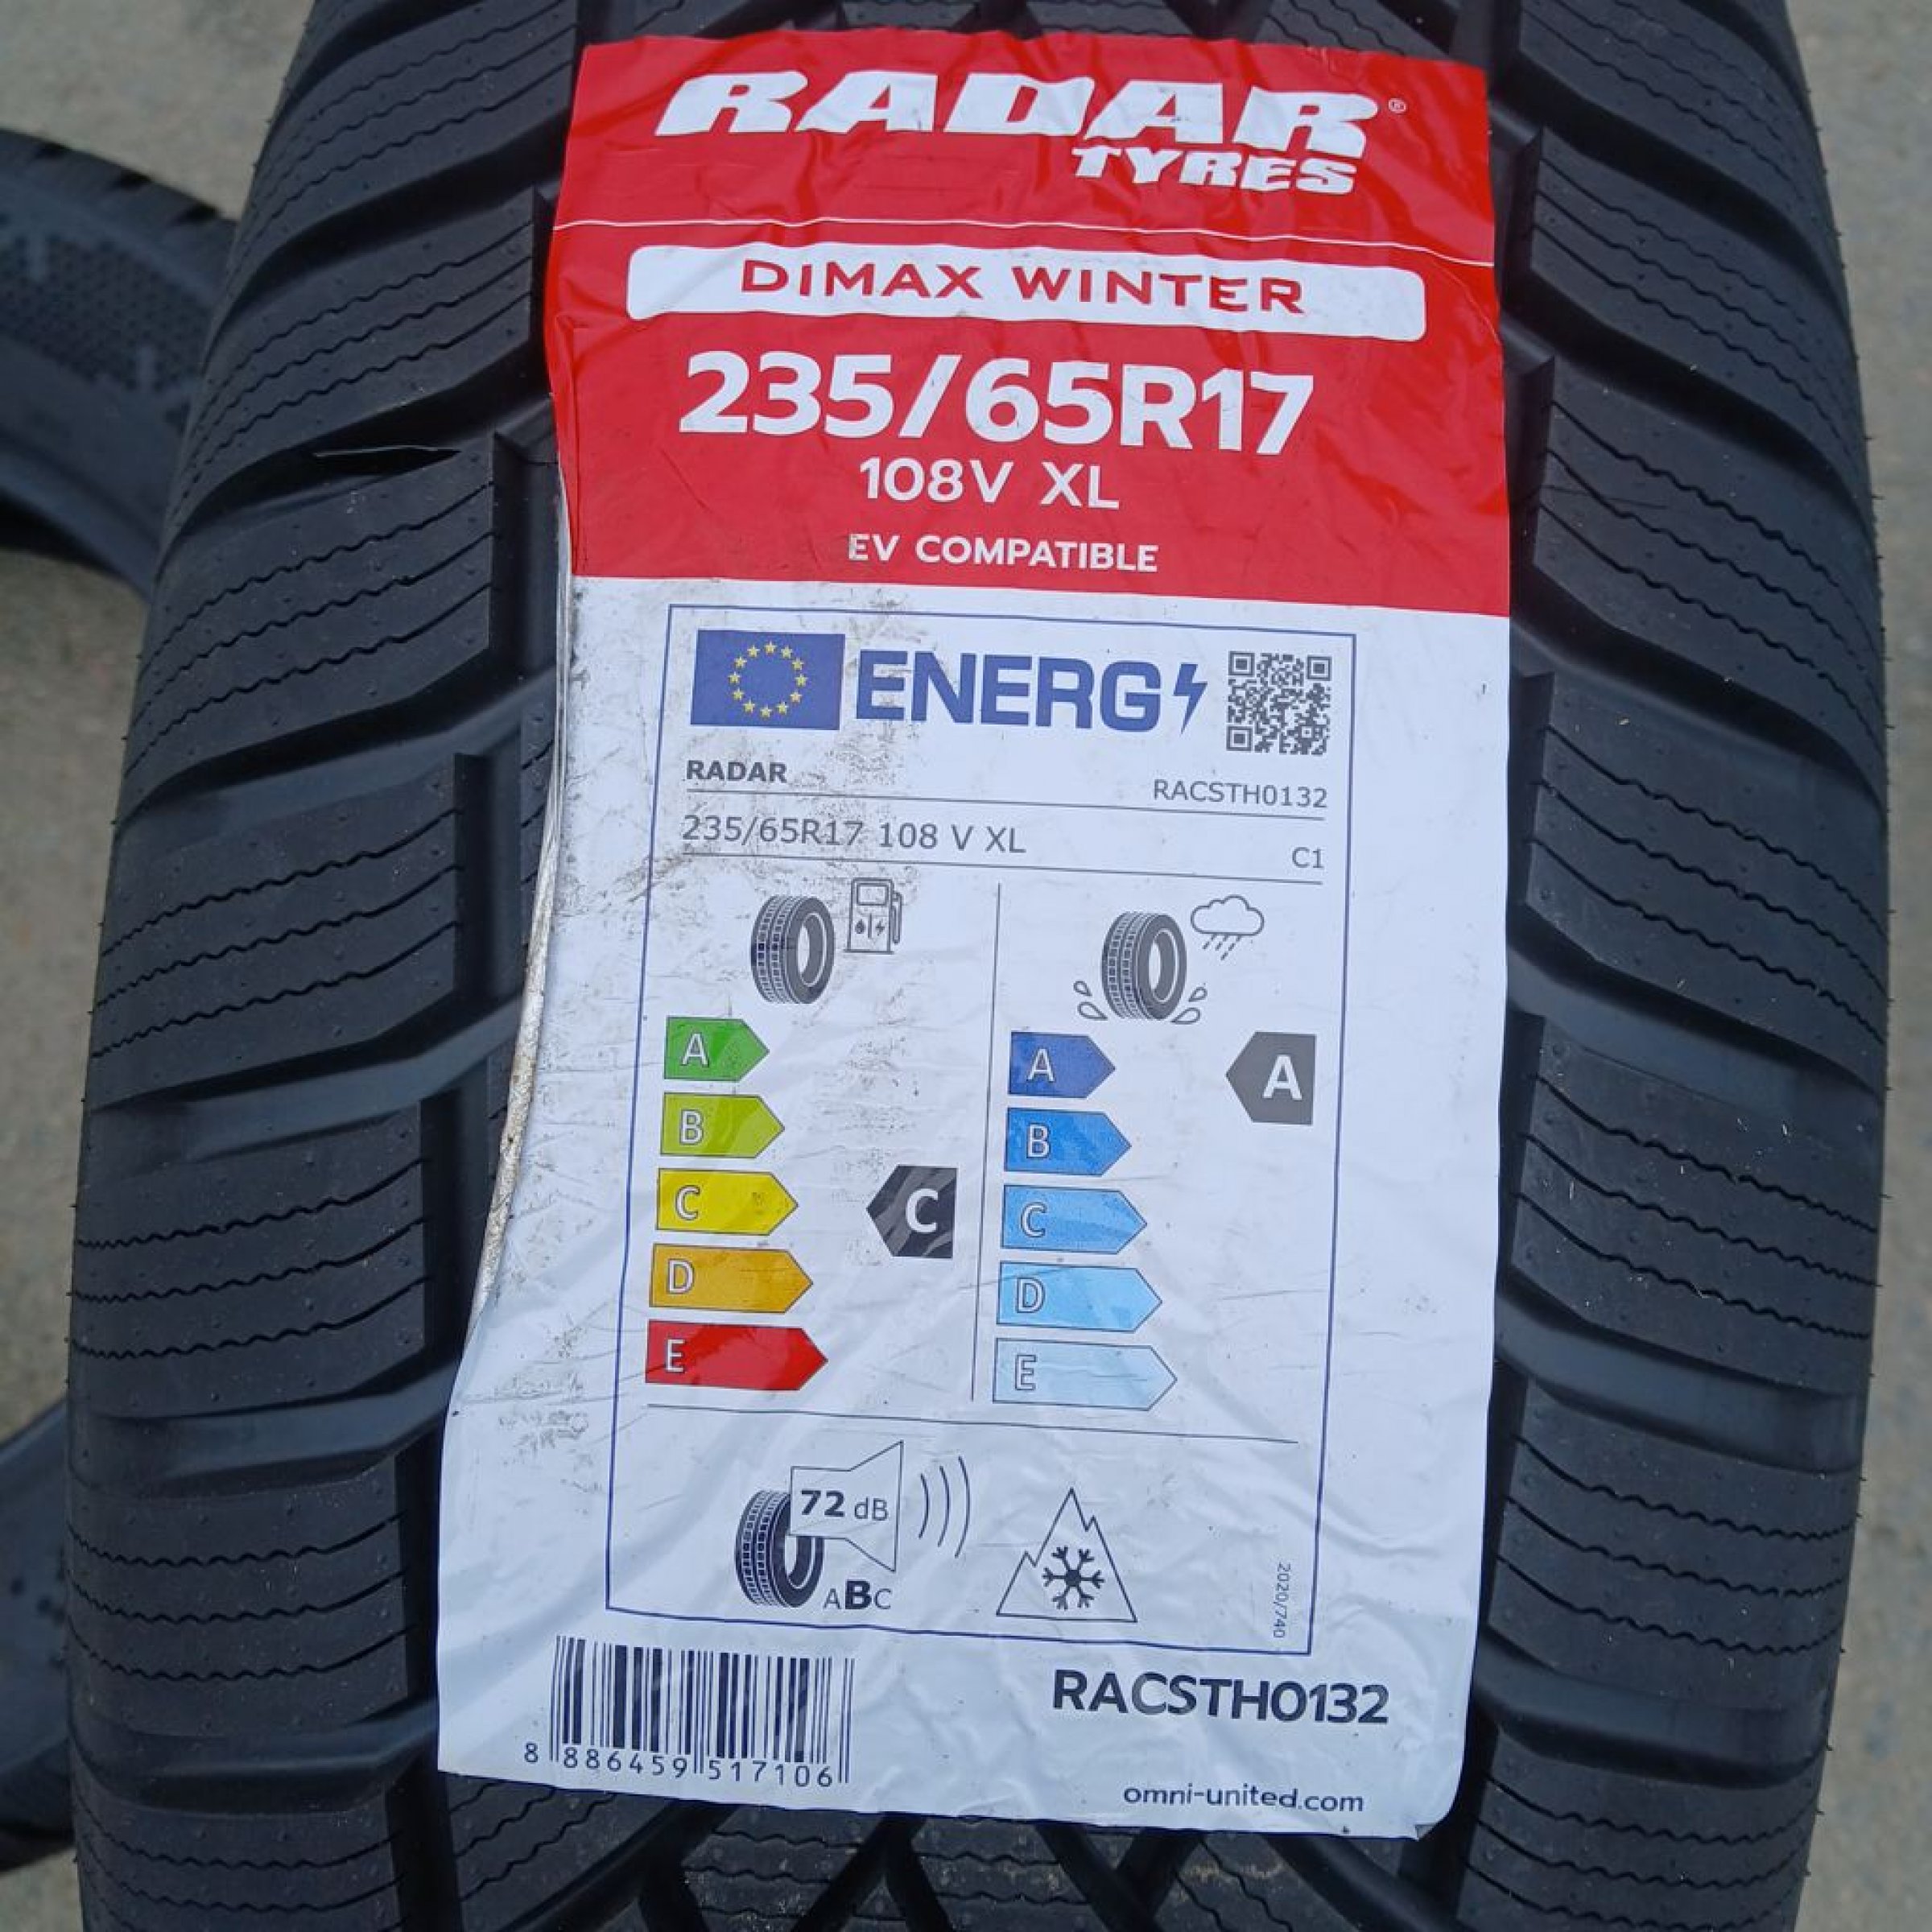 RADAR®
TYRES
DIMAX WINTER
235/65R17
108V XL
EV COMPATIBLE
ENERG
RADAR
RACSTH0132
235/65R17 108 V XL
C1
A
A
A
B
B
C
C
C
D
D
E
E
72 dB
ABC
2020/740
RACSTH0132
8 886459 517106
omni-united.com